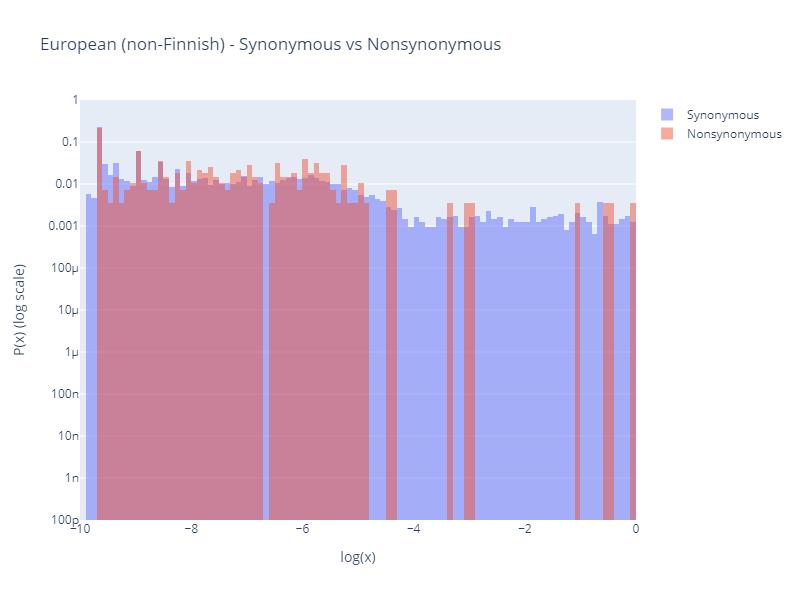 European (non-Finnish) - Synonymous vs Nonsynonymous
Synonymous
Nonsynonymous
P(x) (log scale)
1
0.1
0.01
0.001
100μ
10μ
1μ
100n
10n
1n
100p
−10
−8
−6
−4
−2
0
log(x)